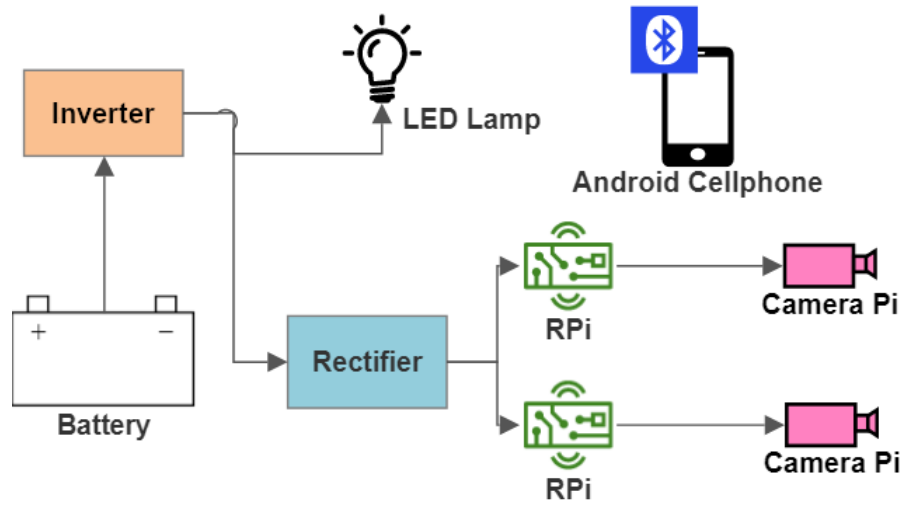 Inverter
LED Lamp
Android Cellphone
RPi
Camera Pi
+ −
Rectifier
Battery
RPi
Camera Pi